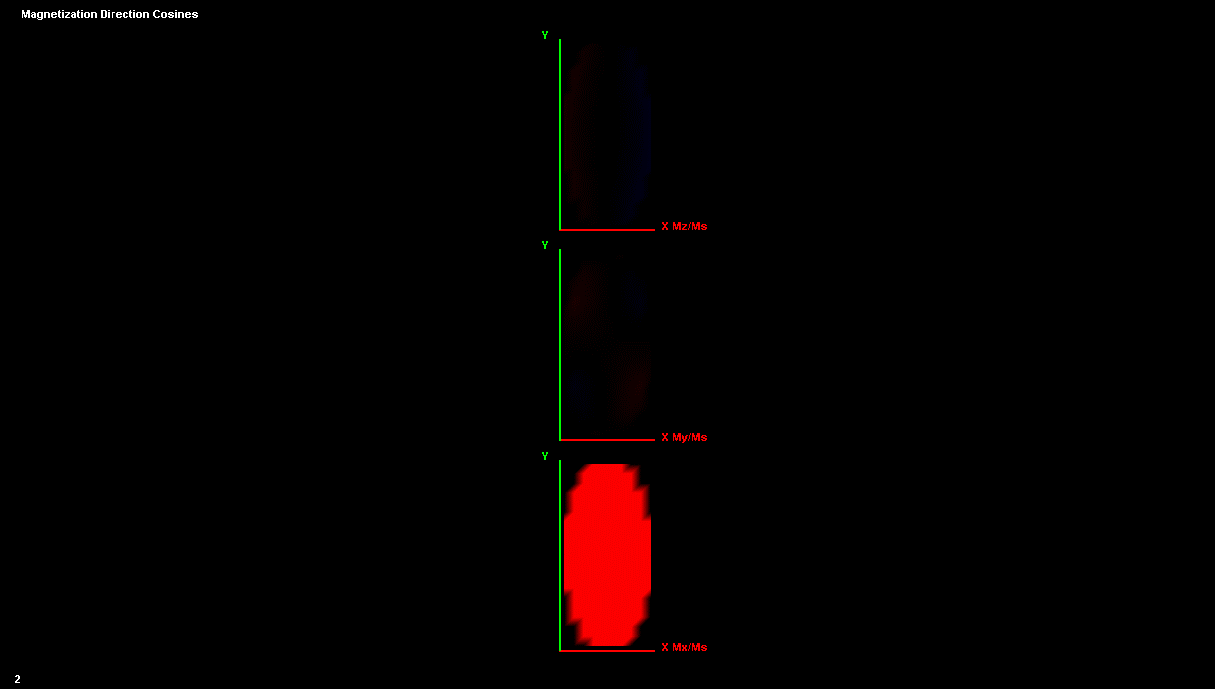 Magnetization Direction Cosines
Y
X Mz/Ms
Y
X My/Ms
Y
X Mx/Ms
2